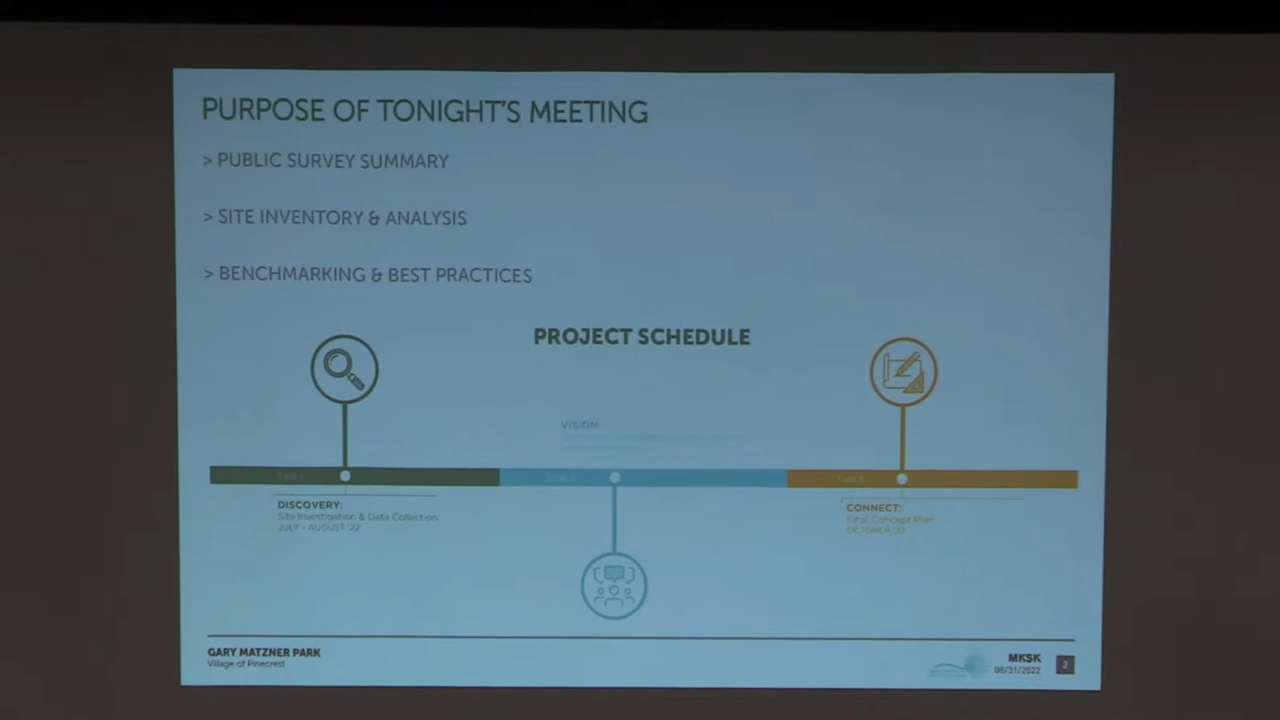 PURPOSE OF TONIGHT'S MEETING
> PUBLIC SURVEY SUMMARY
> SITE INVENTORY & ANALYSIS
> BENCHMARKING & BEST PRACTICES
PROJECT SCHEDULE
VISION:
DISCOVERY:
Site Investigation & Data Collection
JULY - AUGUST '22
CONNECT:
Final Concept Plan
OCTOBER '22
GARY MATZNER PARK
Village of Pinecrest
MKSK
08/31/2022
2